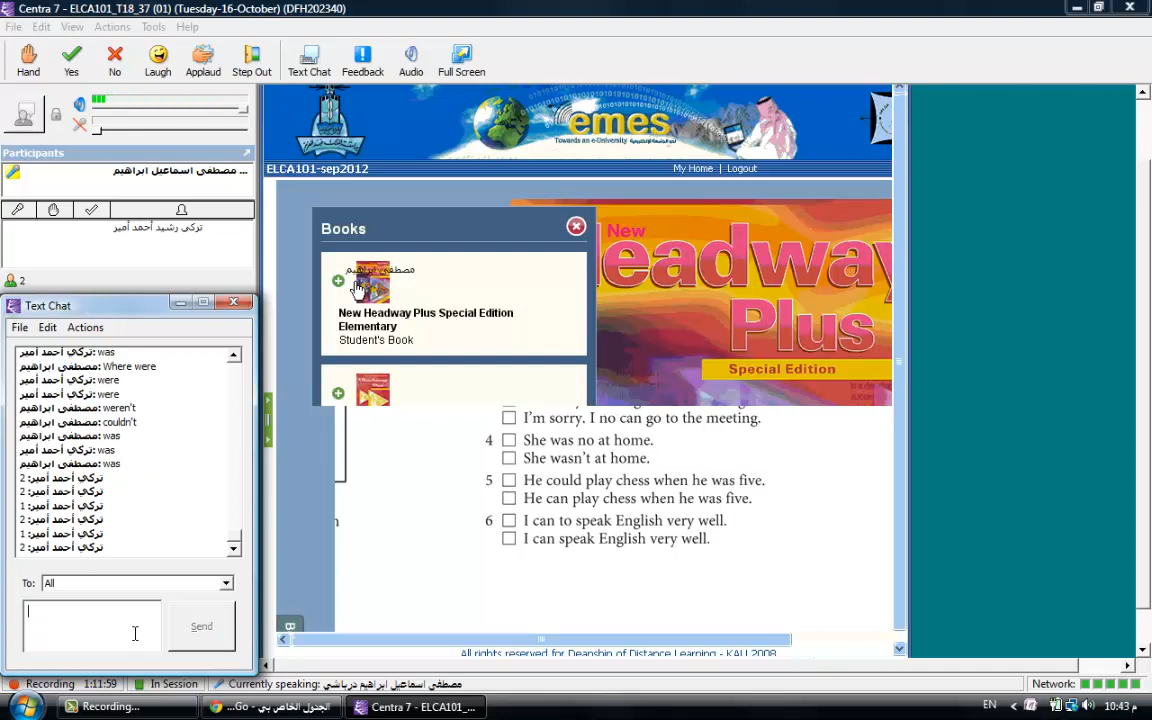 Centra 7 - ELCA101_T18_37 (01) (Tuesday-16-October) (DFH202340)
File Edit View Actions Tools Help
Hand Yes No Laugh Applaud Step Out Text Chat Feedback Audio Full Screen
Participants
مصطفى اسماعيل ابراهيم ...
تركي رشيد أحمد أمير
2
Text Chat
File Edit Actions
تركي أحمد أمير: was
مصطفى ابراهيم: Where were
تركي أحمد أمير: were
تركي أحمد أمير: were
مصطفى ابراهيم: weren't
مصطفى ابراهيم: couldn't
مصطفى ابراهيم: was
تركي أحمد أمير: was
مصطفى ابراهيم: was
تركي أحمد أمير: 2
تركي أحمد أمير: 2
تركي أحمد أمير: 1
تركي أحمد أمير: 2
تركي أحمد أمير: 1
تركي أحمد أمير: 2
To: All
Send
emes
Towards an e-University
ELCA101-sep2012
My Home | Logout
Books
مصطفى ابراهيم
New Headway Plus Special Edition
Elementary
Student's Book
New
Headway
Plus
Special Edition
I'm sorry. I no can go to the meeting.
4 She was no at home.
She wasn't at home.
5 He could play chess when he was five.
He can play chess when he was five.
6 I can to speak English very well.
I can speak English very well.
All rights reserved for Deanship of Distance Learning - KAU 2008
Recording 1:11:59 In Session Currently speaking: مصطفى اسماعيل ابراهيم درباشي
Network:
Recording...
الجدول الخاص بي - Go...
Centra 7 - ELCA101_...
EN
10:43 م